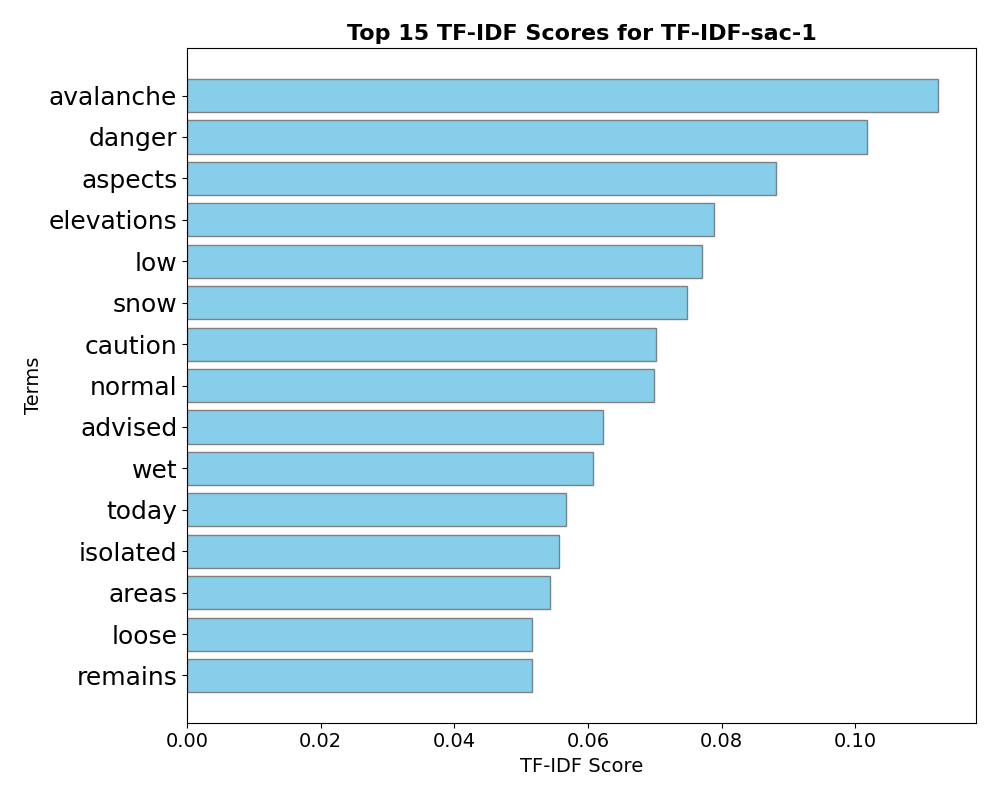 Top 15 TF-IDF Scores for TF-IDF-sac-1
avalanche
danger
aspects
elevations
low
snow
caution
normal
advised
wet
today
isolated
areas
loose
remains
Terms
0.00 0.02 0.04 0.06 0.08 0.10
TF-IDF Score